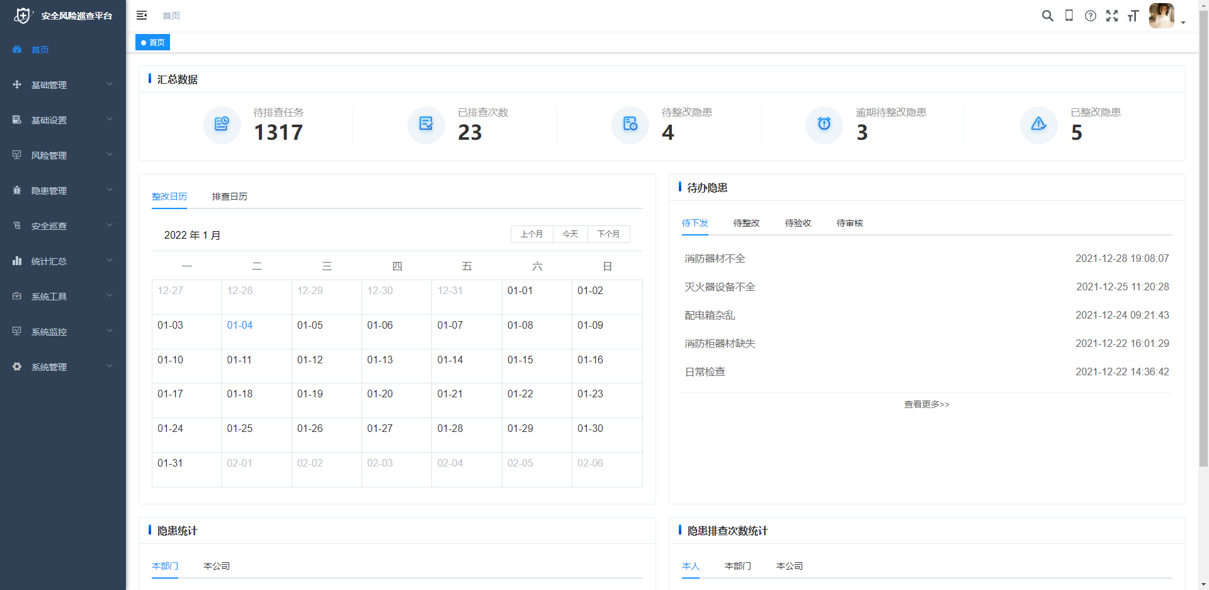 安全风险巡查平台
首页
首页
首页
基础管理
基础设置
风险管理
隐患管理
安全巡查
统计汇总
系统工具
系统监控
系统管理
汇总数据
待排查任务
1317
已排查次数
23
待整改隐患
4
逾期待整改隐患
3
已整改隐患
5
整改日历 排查日历
2022 年 1 月 上个月 今天 下个月
一 二 三 四 五 六 日
12-27 12-28 12-29 12-30 12-31 01-01 01-02
01-03 01-04 01-05 01-06 01-07 01-08 01-09
01-10 01-11 01-12 01-13 01-14 01-15 01-16
01-17 01-18 01-19 01-20 01-21 01-22 01-23
01-24 01-25 01-26 01-27 01-28 01-29 01-30
01-31 02-01 02-02 02-03 02-04 02-05 02-06
待办隐患
待下发 待整改 待验收 待审核
消防器材不全 2021-12-28 19:08:07
灭火器设备不全 2021-12-25 11:20:28
配电箱杂乱 2021-12-24 09:21:43
消防柜器材缺失 2021-12-22 16:01:29
日常检查 2021-12-22 14:36:42
查看更多>>
隐患统计
本部门 本公司
隐患排查次数统计
本人 本部门 本公司